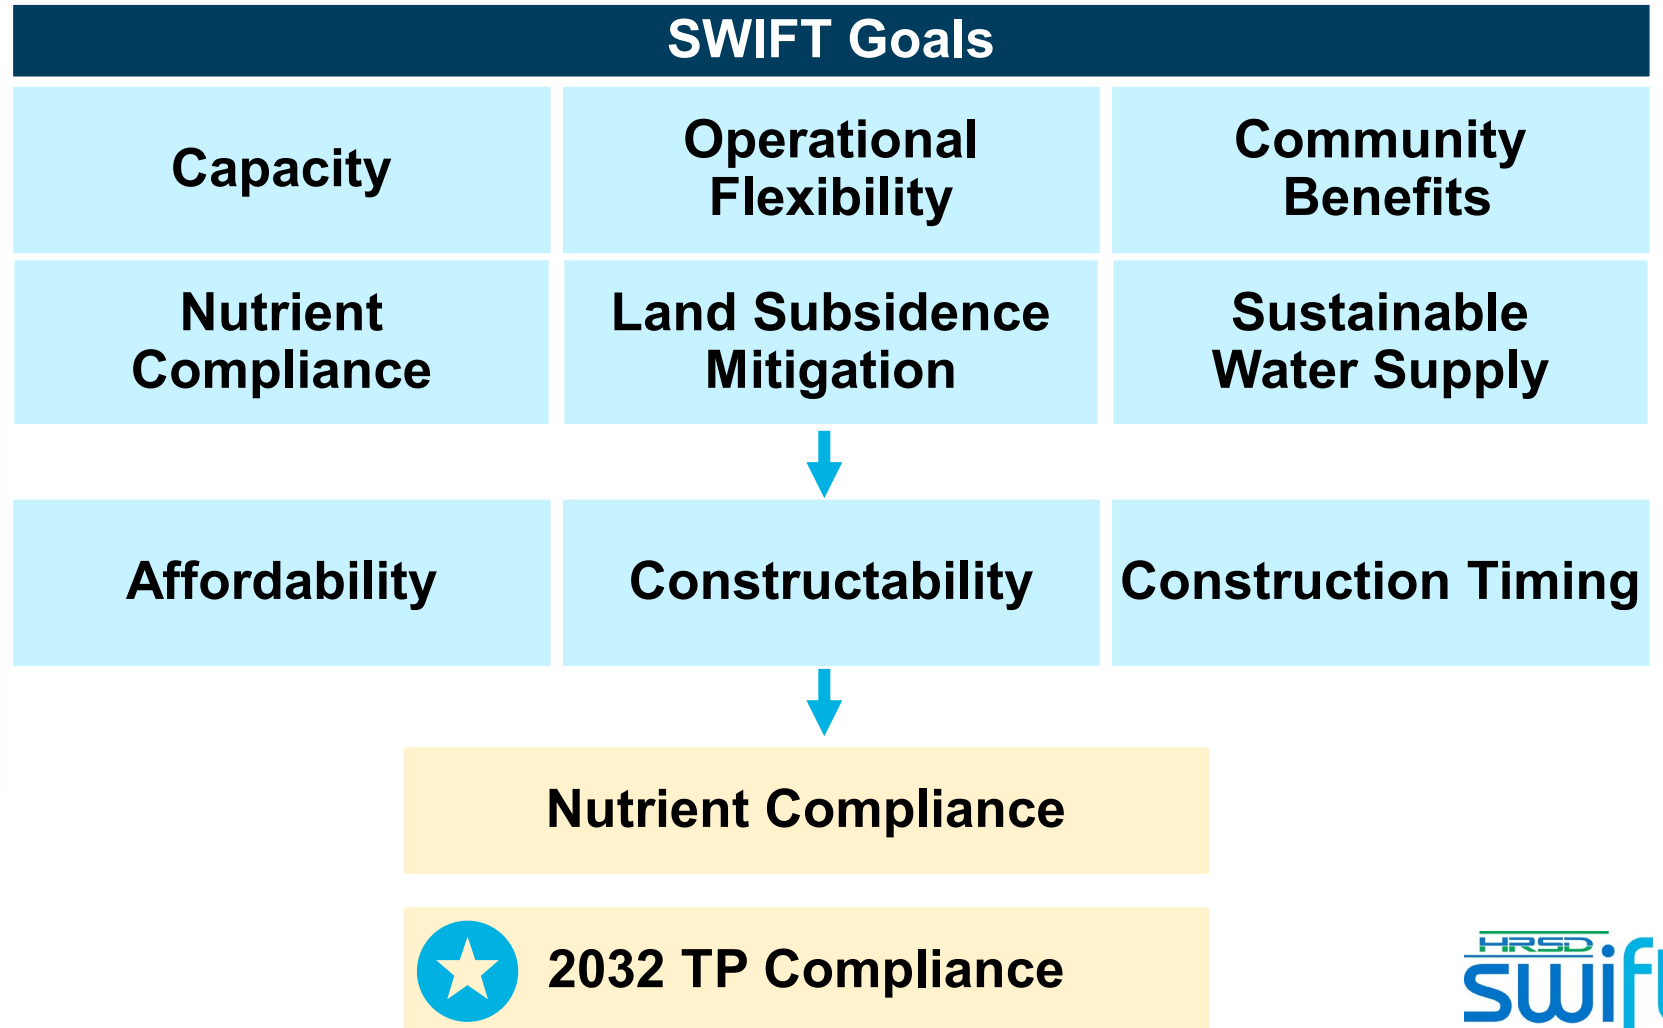 SWIFT Goals
Capacity
Operational
Flexibility
Community
Benefits
Nutrient
Compliance
Land Subsidence
Mitigation
Sustainable
Water Supply
Affordability
Constructability
Construction Timing
Nutrient Compliance
2032 TP Compliance
HRSD
swift